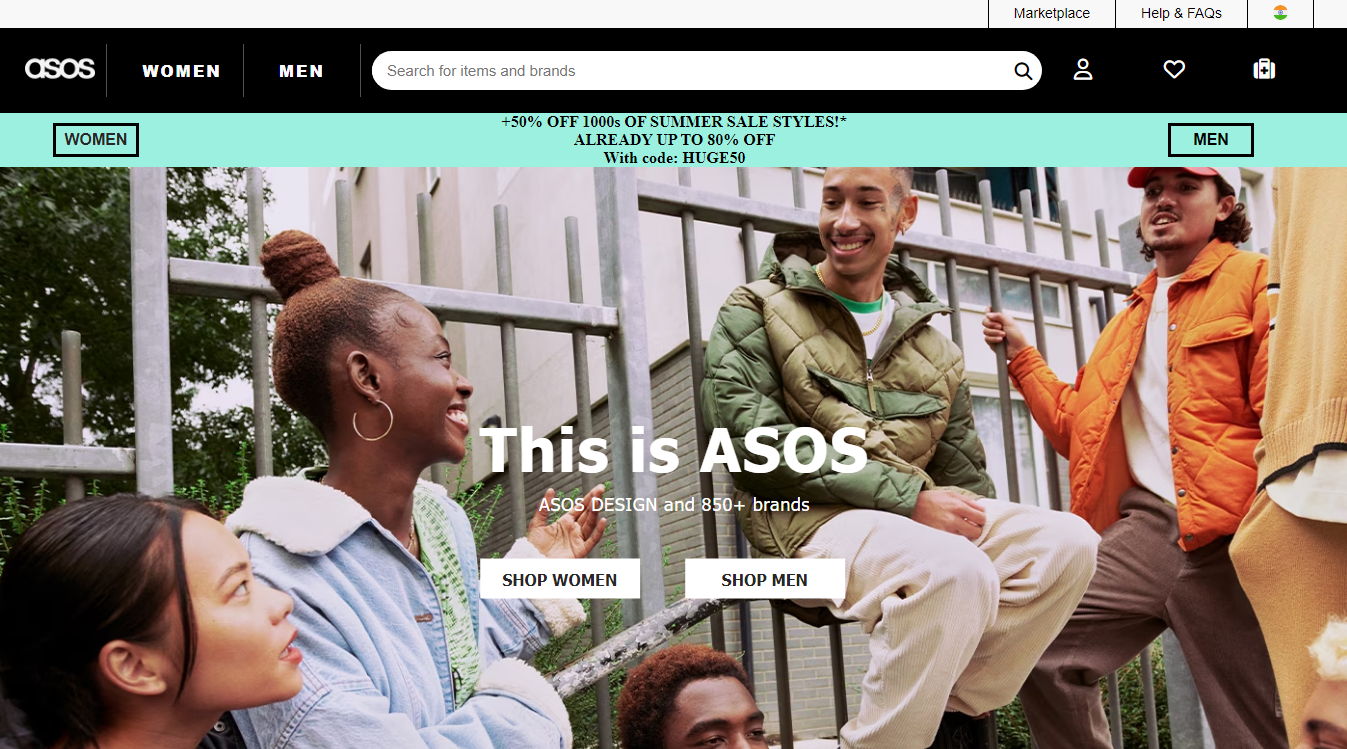 Marketplace
Help & FAQs
asos
WOMEN
MEN
Search for items and brands
WOMEN
+50% OFF 1000s OF SUMMER SALE STYLES!*
ALREADY UP TO 80% OFF
With code: HUGE50
MEN
This is ASOS
ASOS DESIGN and 850+ brands
SHOP WOMEN
SHOP MEN